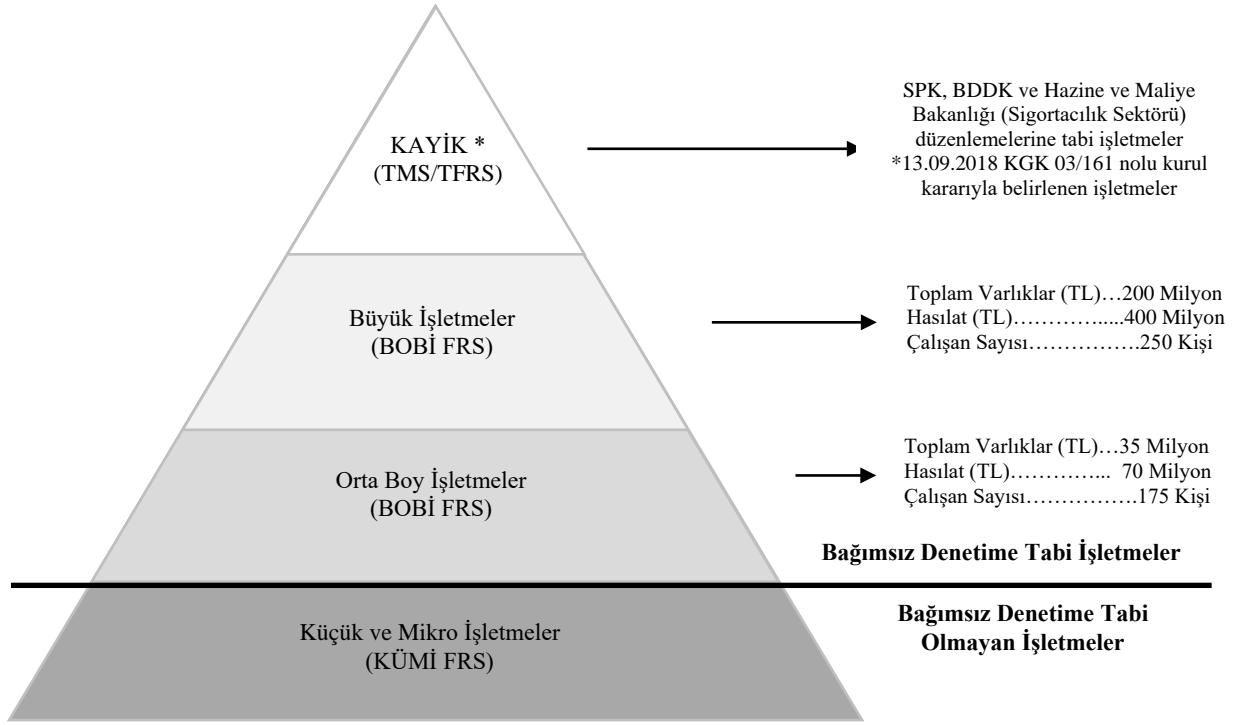 KAYİK *
(TMS/TFRS)
SPK, BDDK ve Hazine ve Maliye
Bakanlığı (Sigortacılık Sektörü)
düzenlemelerine tabi işletmeler
*13.09.2018 KGK 03/161 nolu kurul
kararıyla belirlenen işletmeler
Büyük İşletmeler
(BOBİ FRS)
Toplam Varlıklar (TL)…200 Milyon
Hasılat (TL)………….....400 Milyon
Çalışan Sayısı…………….250 Kişi
Orta Boy İşletmeler
(BOBİ FRS)
Toplam Varlıklar (TL)…35 Milyon
Hasılat (TL)…………... 70 Milyon
Çalışan Sayısı…………….175 Kişi
Bağımsız Denetime Tabi İşletmeler
Bağımsız Denetime Tabi
Olmayan İşletmeler
Küçük ve Mikro İşletmeler
(KÜMİ FRS)